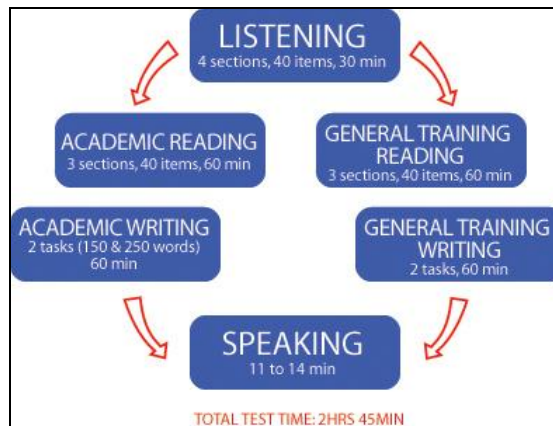 LISTENING
4 sections, 40 items, 30 min
ACADEMIC READING
3 sections, 40 items, 60 min
GENERAL TRAINING
READING
3 sections, 40 items, 60 min
ACADEMIC WRITING
2 tasks (150 & 250 words)
60 min
GENERAL TRAINING
WRITING
2 tasks, 60 min
SPEAKING
11 to 14 min
TOTAL TEST TIME: 2HRS 45MIN